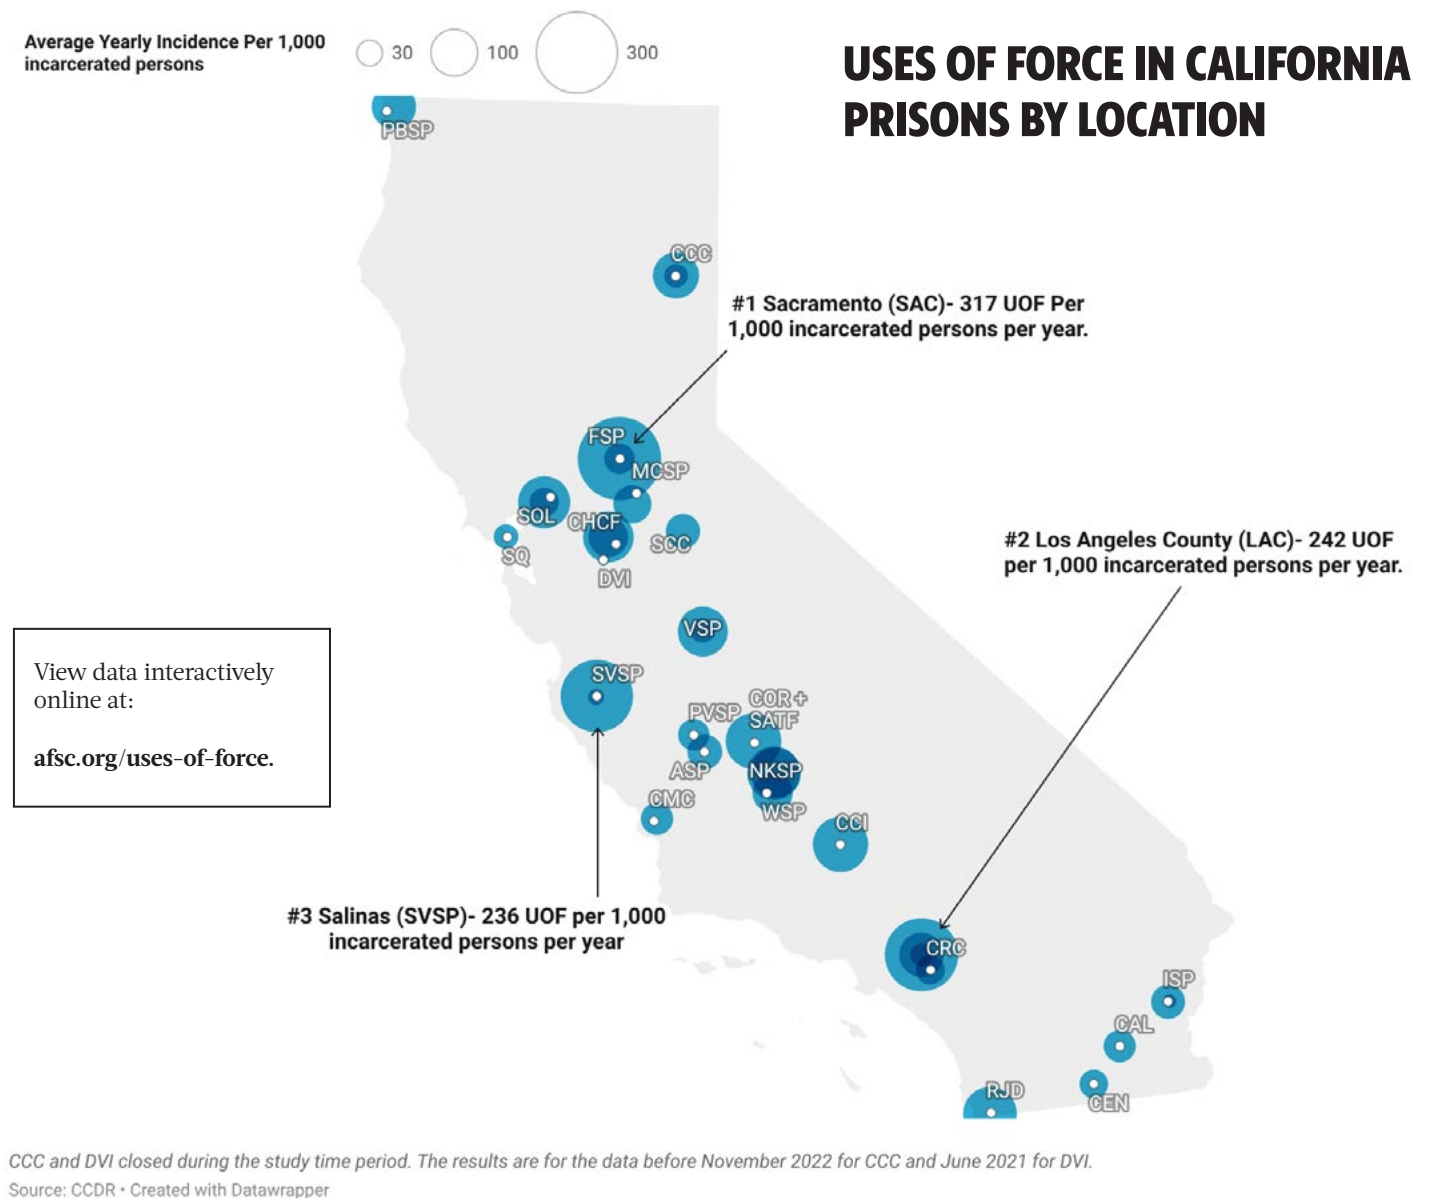 Average Yearly Incidence Per 1,000
incarcerated persons
30
100
300
USES OF FORCE IN CALIFORNIA
PRISONS BY LOCATION
PBSP
CCC
#1 Sacramento (SAC)- 317 UOF Per
1,000 incarcerated persons per year.
FSP
MCSP
SOL
CHCF
SCC
SQ
DVI
#2 Los Angeles County (LAC)- 242 UOF
per 1,000 incarcerated persons per year.
VSP
View data interactively
online at:
afsc.org/uses-of-force.
SVSP
PVSP
COR +
SATF
ASP
NKSP
CMC
WSP
CCI
#3 Salinas (SVSP)- 236 UOF per 1,000
incarcerated persons per year
CRC
ISP
CAL
RJD
CEN
CCC and DVI closed during the study time period. The results are for the data before November 2022 for CCC and June 2021 for DVI.
Source: CCDR • Created with Datawrapper